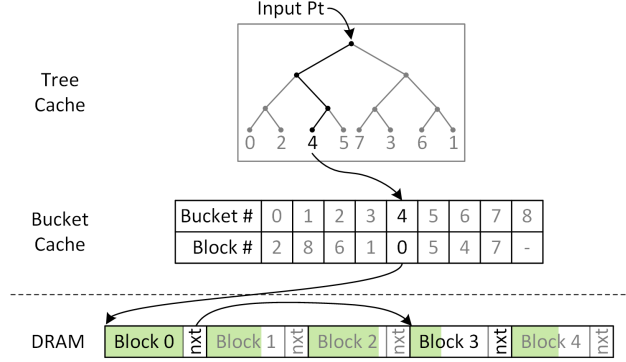 Input Pt
Tree
Cache
0 2 4 5 7 3 6 1
Bucket
Cache
Bucket # 0 1 2 3 4 5 6 7 8
Block # 2 8 6 1 0 5 4 7 -
DRAM Block 0 nxt Block 1 nxt Block 2 nxt Block 3 nxt Block 4 nxt